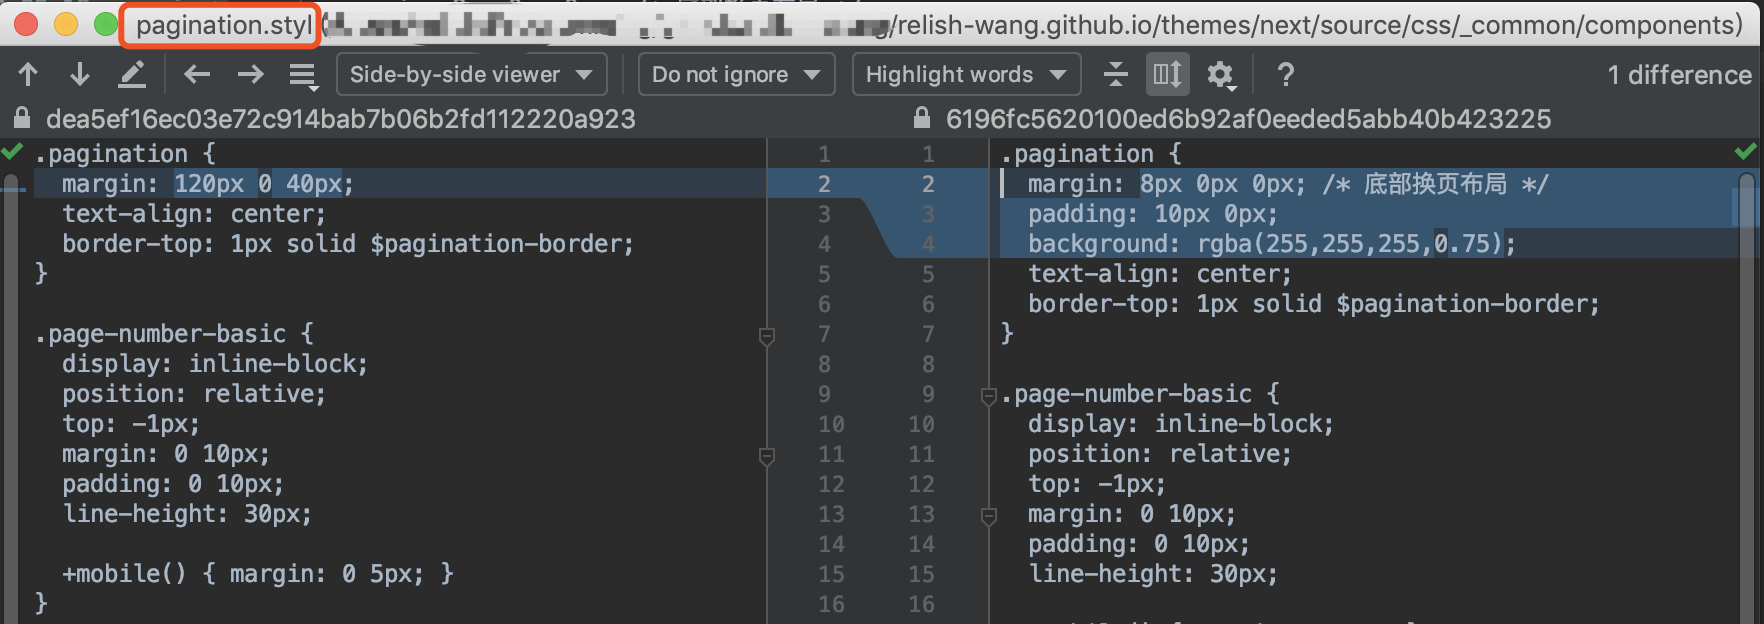 pagination.styl
/relish-wang.github.io/themes/next/source/css/_common/components)
Side-by-side viewer
Do not ignore
Highlight words
?
1 difference
dea5ef16ec03e72c914bab7b06b2fd112220a923
6196fc5620100ed6b92af0eeded5abb40b423225
.pagination {
margin: 120px 0 40px;
text-align: center;
border-top: 1px solid $pagination-border;
}
.page-number-basic {
display: inline-block;
position: relative;
top: -1px;
margin: 0 10px;
padding: 0 10px;
line-height: 30px;
+mobile() { margin: 0 5px; }
}
1 1
2 2
3 3
4 4
5 5
6 6
7 7
8 8
9 9
10 10
11 11
12 12
13 13
14 14
15 15
16 16
.pagination {
margin: 8px 0px 0px; /* 底部换页布局 */
padding: 10px 0px;
background: rgba(255,255,255,0.75);
text-align: center;
border-top: 1px solid $pagination-border;
}
.page-number-basic {
display: inline-block;
position: relative;
top: -1px;
margin: 0 10px;
padding: 0 10px;
line-height: 30px;